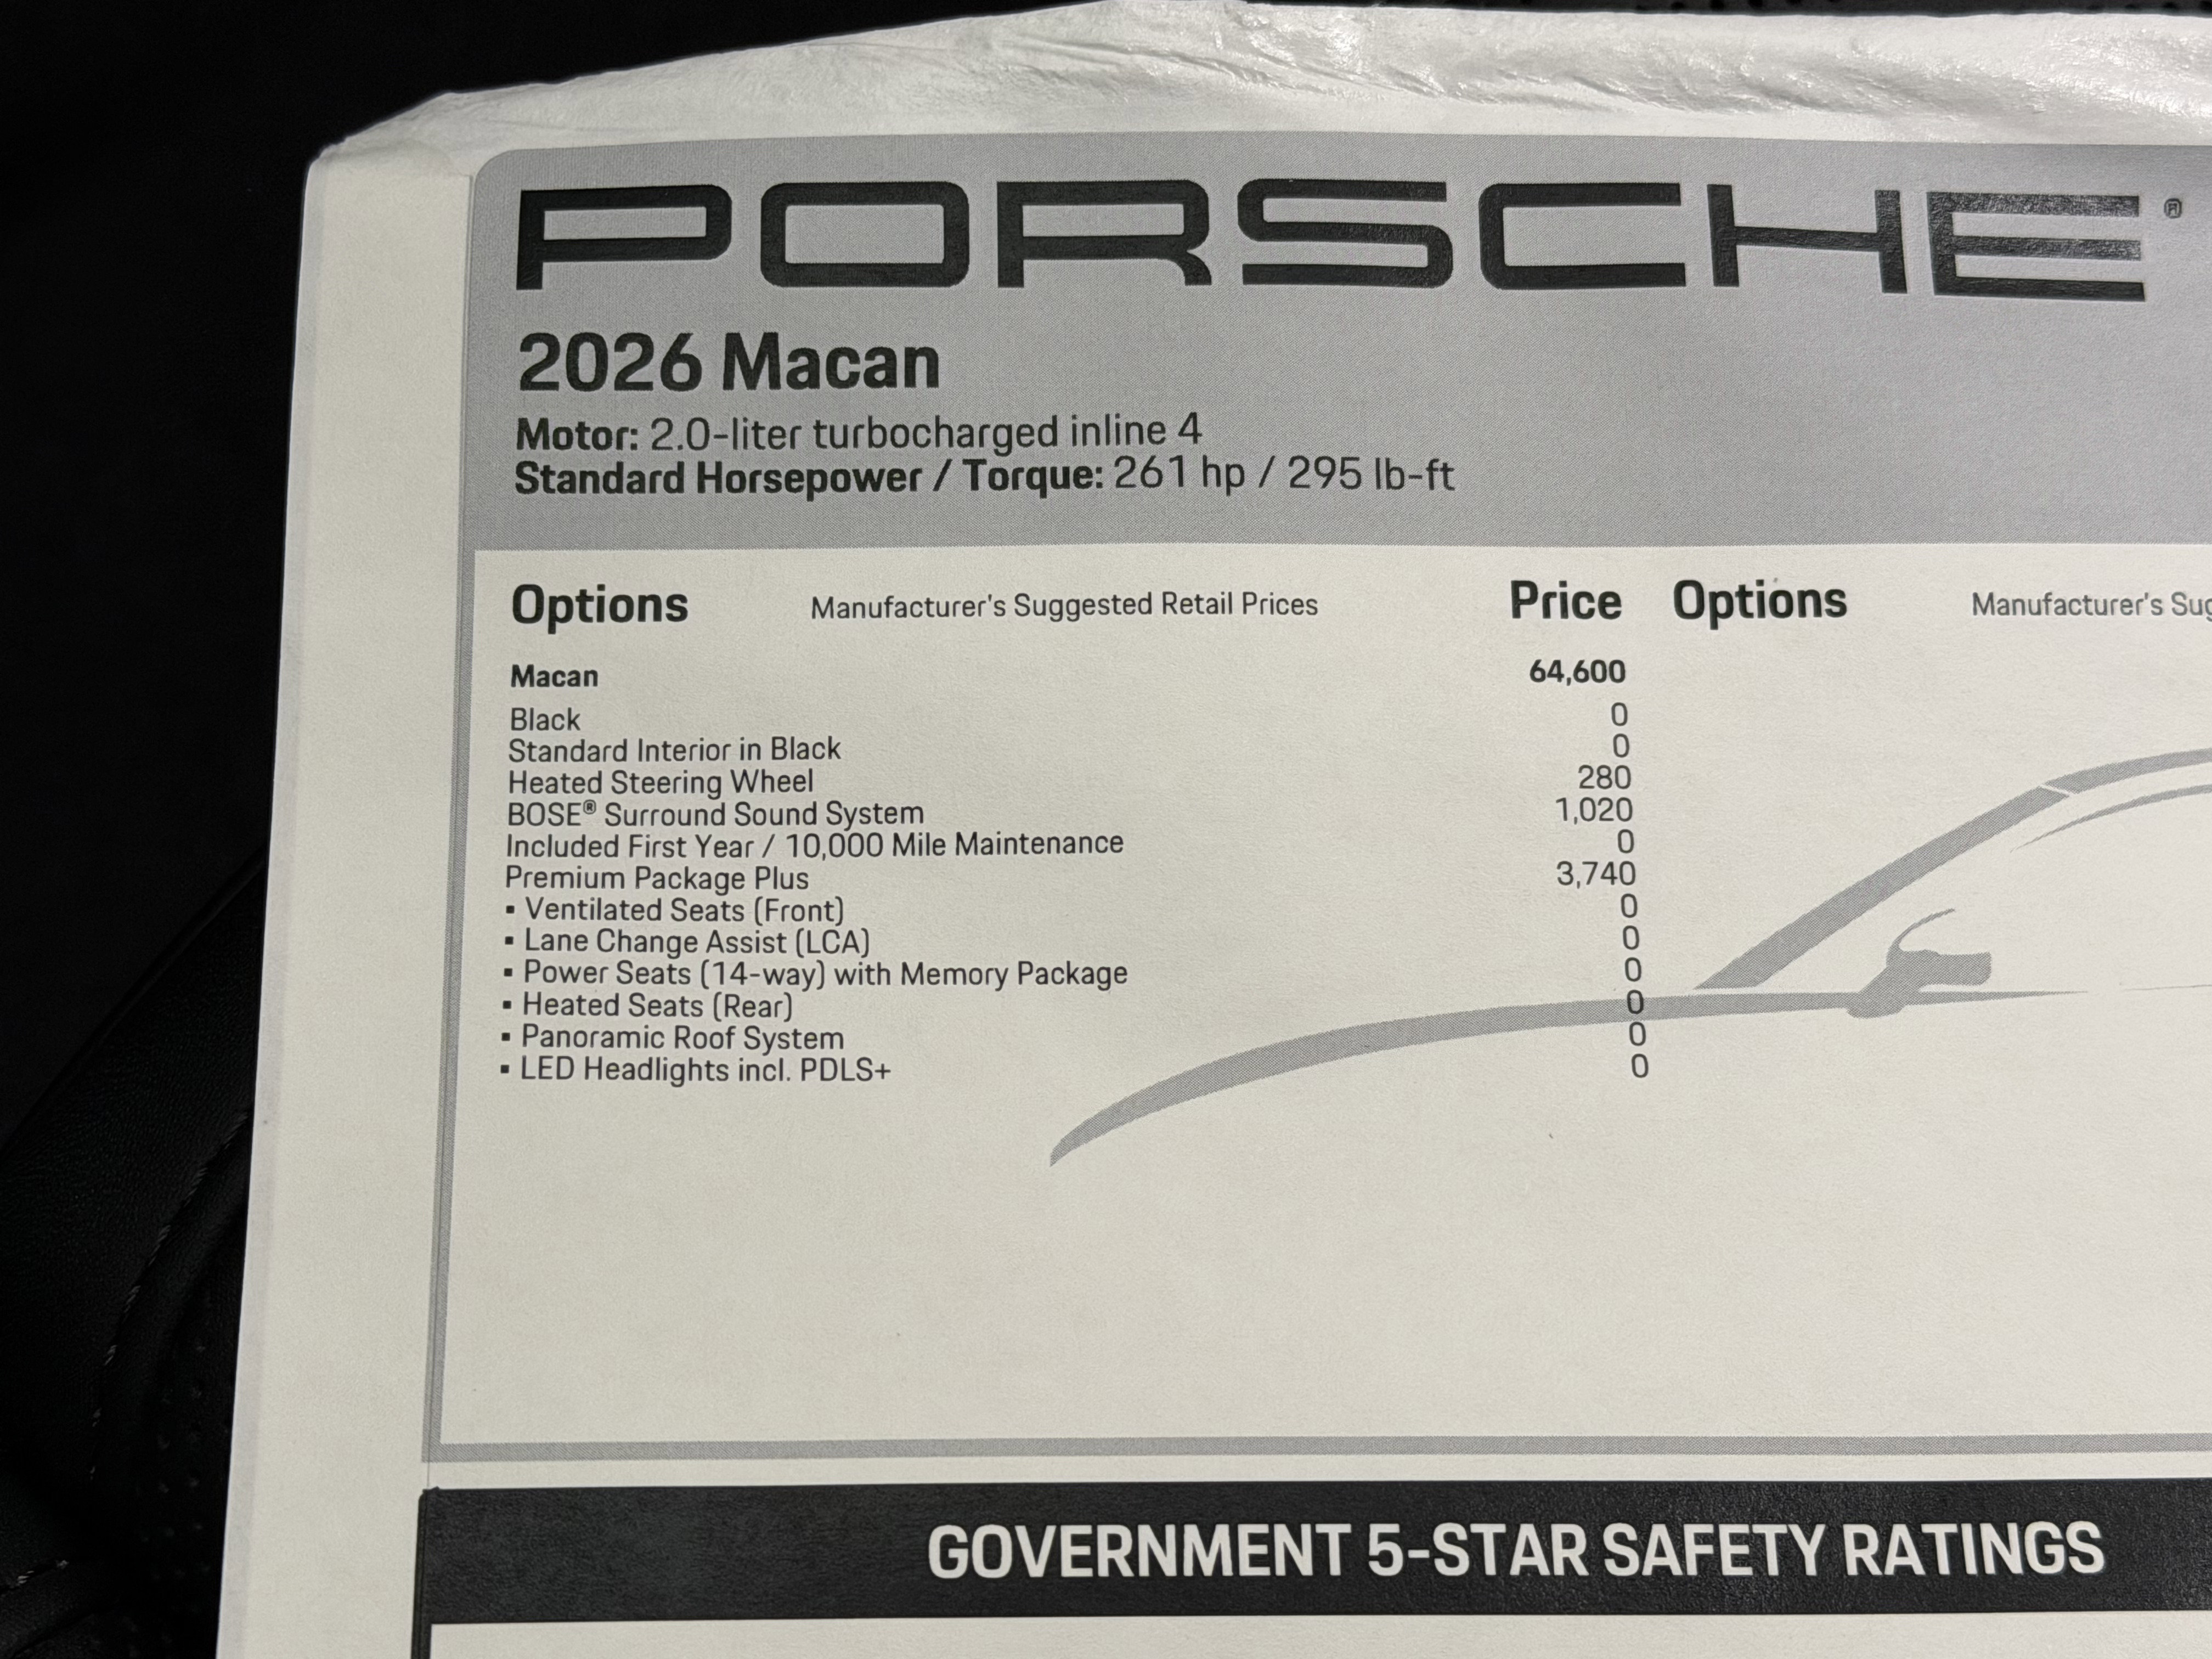 PORSCHE®
2026 Macan
Motor: 2.0-liter turbocharged inline 4
Standard Horsepower / Torque: 261 hp / 295 lb-ft
Options Manufacturer's Suggested Retail Prices Price Options Manufacturer's Sug
Macan 64,600
Black 0
Standard Interior in Black 0
Heated Steering Wheel 280
BOSE® Surround Sound System 1,020
Included First Year / 10,000 Mile Maintenance 0
Premium Package Plus 3,740
▪ Ventilated Seats (Front) 0
▪ Lane Change Assist (LCA) 0
▪ Power Seats (14-way) with Memory Package 0
▪ Heated Seats (Rear) 0
▪ Panoramic Roof System 0
▪ LED Headlights incl. PDLS+ 0
GOVERNMENT 5-STAR SAFETY RATINGS